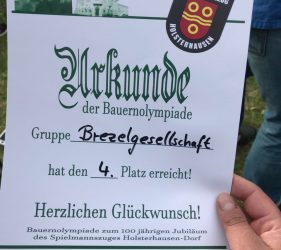 HOLSTERHAUSEN
Urkunde
der Bauernolympiade
Gruppe Brezelgesellschaft
hat den 4. Platz erreicht!
Herzlichen Glückwunsch!
Bauernolympiade zum 100 jährigen Jubiläum
des Spielmannszuges Holsterhausen-Dorf